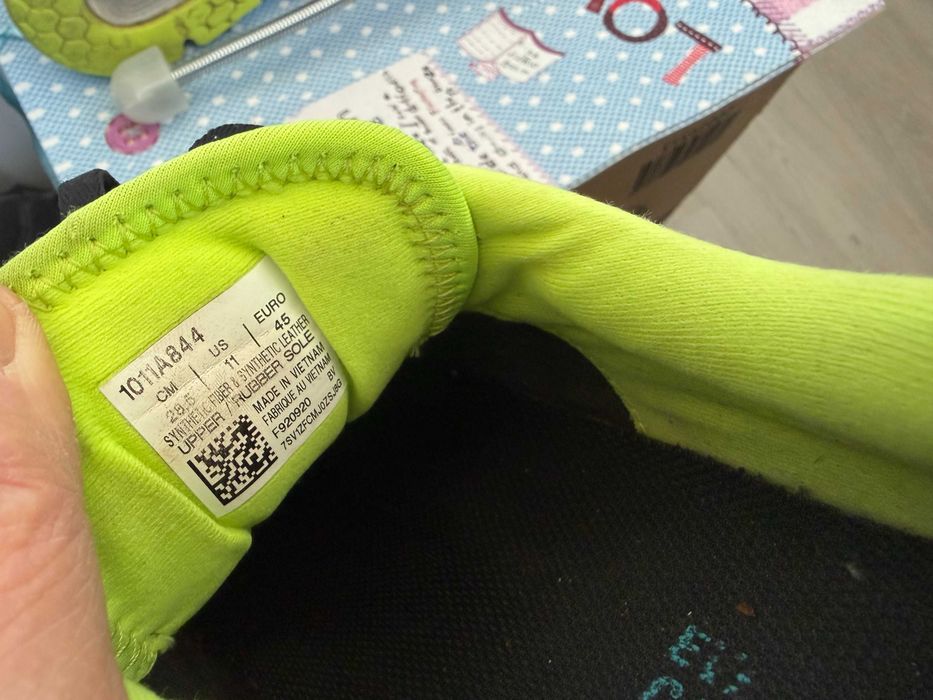 1011A844
CM | US | EURO
28.5 | 11 | 45
SYNTHETIC FIBER & SYNTHETIC LEATHER
UPPER / RUBBER SOLE
MADE IN VIETNAM
FABRIQUE AU VIETNAM
F920920 BV